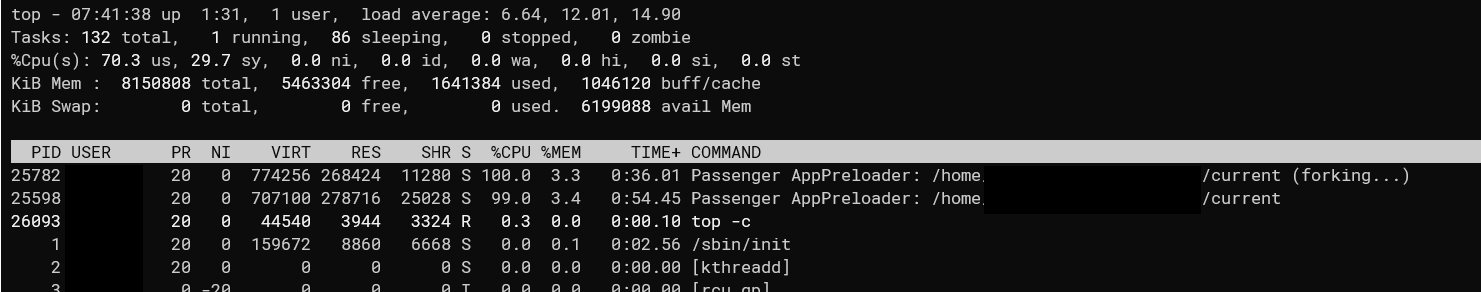 top - 07:41:38 up  1:31,  1 user,  load average: 6.64, 12.01, 14.90
Tasks: 132 total,   1 running,  86 sleeping,   0 stopped,   0 zombie
%Cpu(s): 70.3 us, 29.7 sy,  0.0 ni,  0.0 id,  0.0 wa,  0.0 hi,  0.0 si,  0.0 st
KiB Mem :  8150808 total,  5463304 free,  1641384 used,  1046120 buff/cache
KiB Swap:        0 total,        0 free,        0 used.  6199088 avail Mem
PID USER      PR  NI    VIRT    RES    SHR S  %CPU %MEM     TIME+ COMMAND
25782           20   0  774256 268424  11280 S 100.0  3.3   0:36.01 Passenger AppPreloader: /home/ /current (forking...)
25598           20   0  707100 278716  25028 S  99.0  3.4   0:54.45 Passenger AppPreloader: /home/ /current
26093           20   0   44540   3944   3324 R   0.3  0.0   0:00.10 top -c
1           20   0  159672   8860   6668 S   0.0  0.1   0:02.56 /sbin/init
2           20   0       0      0      0 S   0.0  0.0   0:00.00 [kthreadd]
3            0 -20       0      0      0 I   0.0  0.0   0:00.00 [rcu_gp]